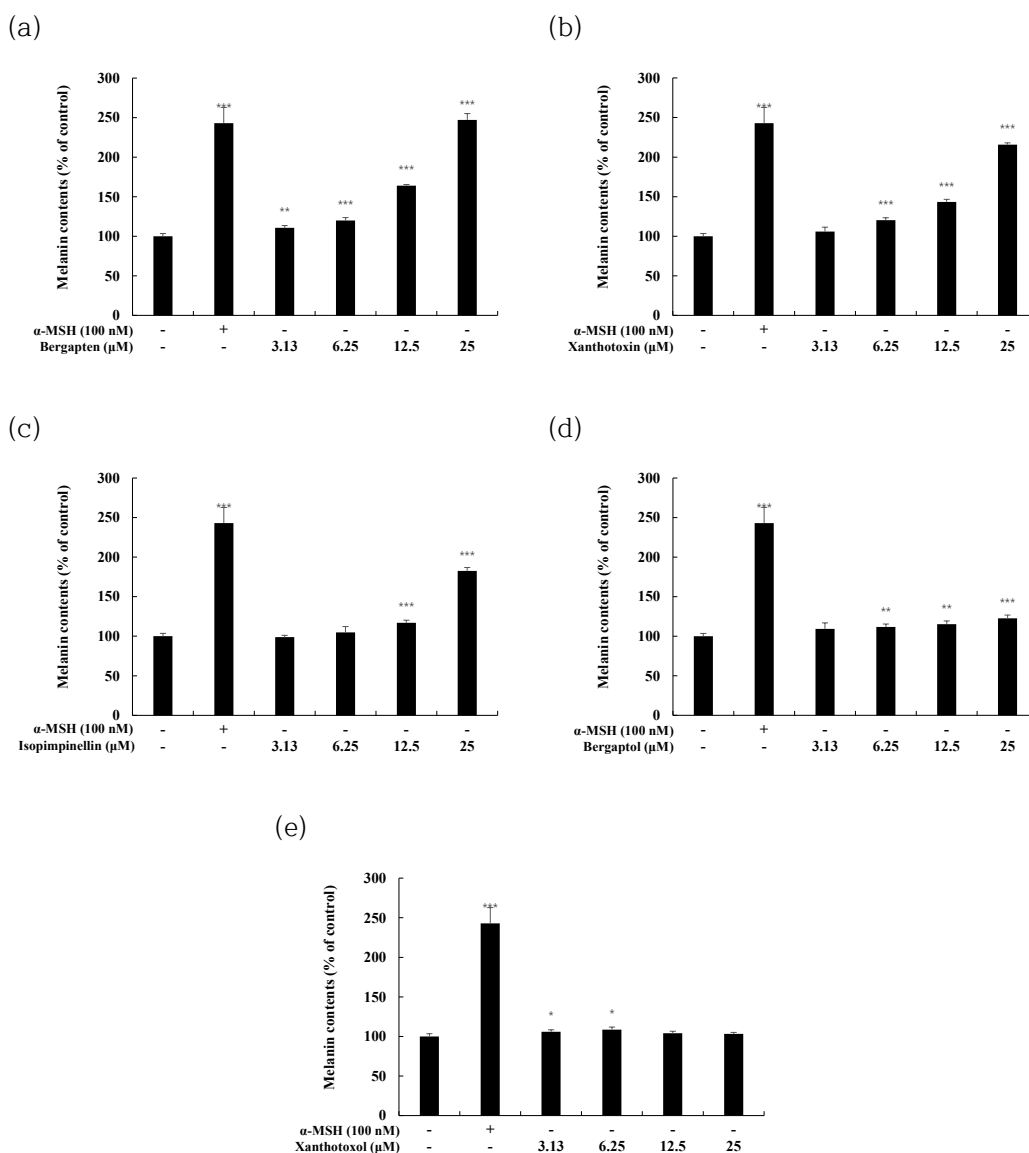 (a)
300
***
***
250
Melanin contents (% of control)
200
***
150
***
**
100
50
0
α-MSH (100 nM) - + - - - -
Bergapten (μM) - - 3.13 6.25 12.5 25
(b)
300
***
250
***
Melanin contents (% of control)
200
***
150
***
100
50
0
α-MSH (100 nM) - + - - - -
Xanthotoxin (μM) - - 3.13 6.25 12.5 25
(c)
300
***
250
Melanin contents (% of control)
200
***
150
***
100
50
0
α-MSH (100 nM) - + - - - -
Isopimpinellin (μM) - - 3.13 6.25 12.5 25
(d)
300
***
250
Melanin contents (% of control)
200
150
** ** ***
100
50
0
α-MSH (100 nM) - + - - - -
Bergaptol (μM) - - 3.13 6.25 12.5 25
(e)
300
***
250
Melanin contents (% of control)
200
150
* *
100
50
0
α-MSH (100 nM) - + - - - -
Xanthotoxol (μM) - - 3.13 6.25 12.5 25